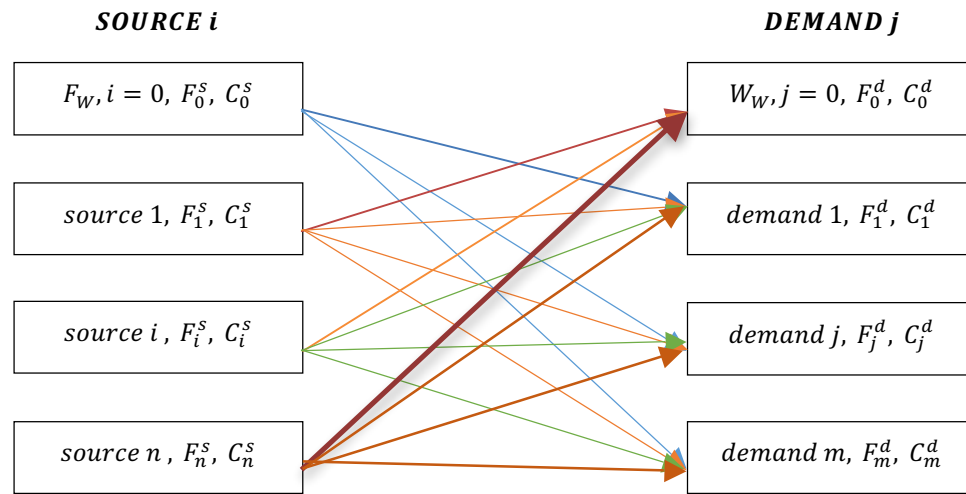 SOURCE i
DEMAND j
F_W, i = 0, F_0^s, C_0^s
W_W, j = 0, F_0^d, C_0^d
source 1, F_1^s, C_1^s
demand 1, F_1^d, C_1^d
source i , F_i^s, C_i^s
demand j, F_j^d, C_j^d
source n , F_n^s, C_n^s
demand m, F_m^d, C_m^d